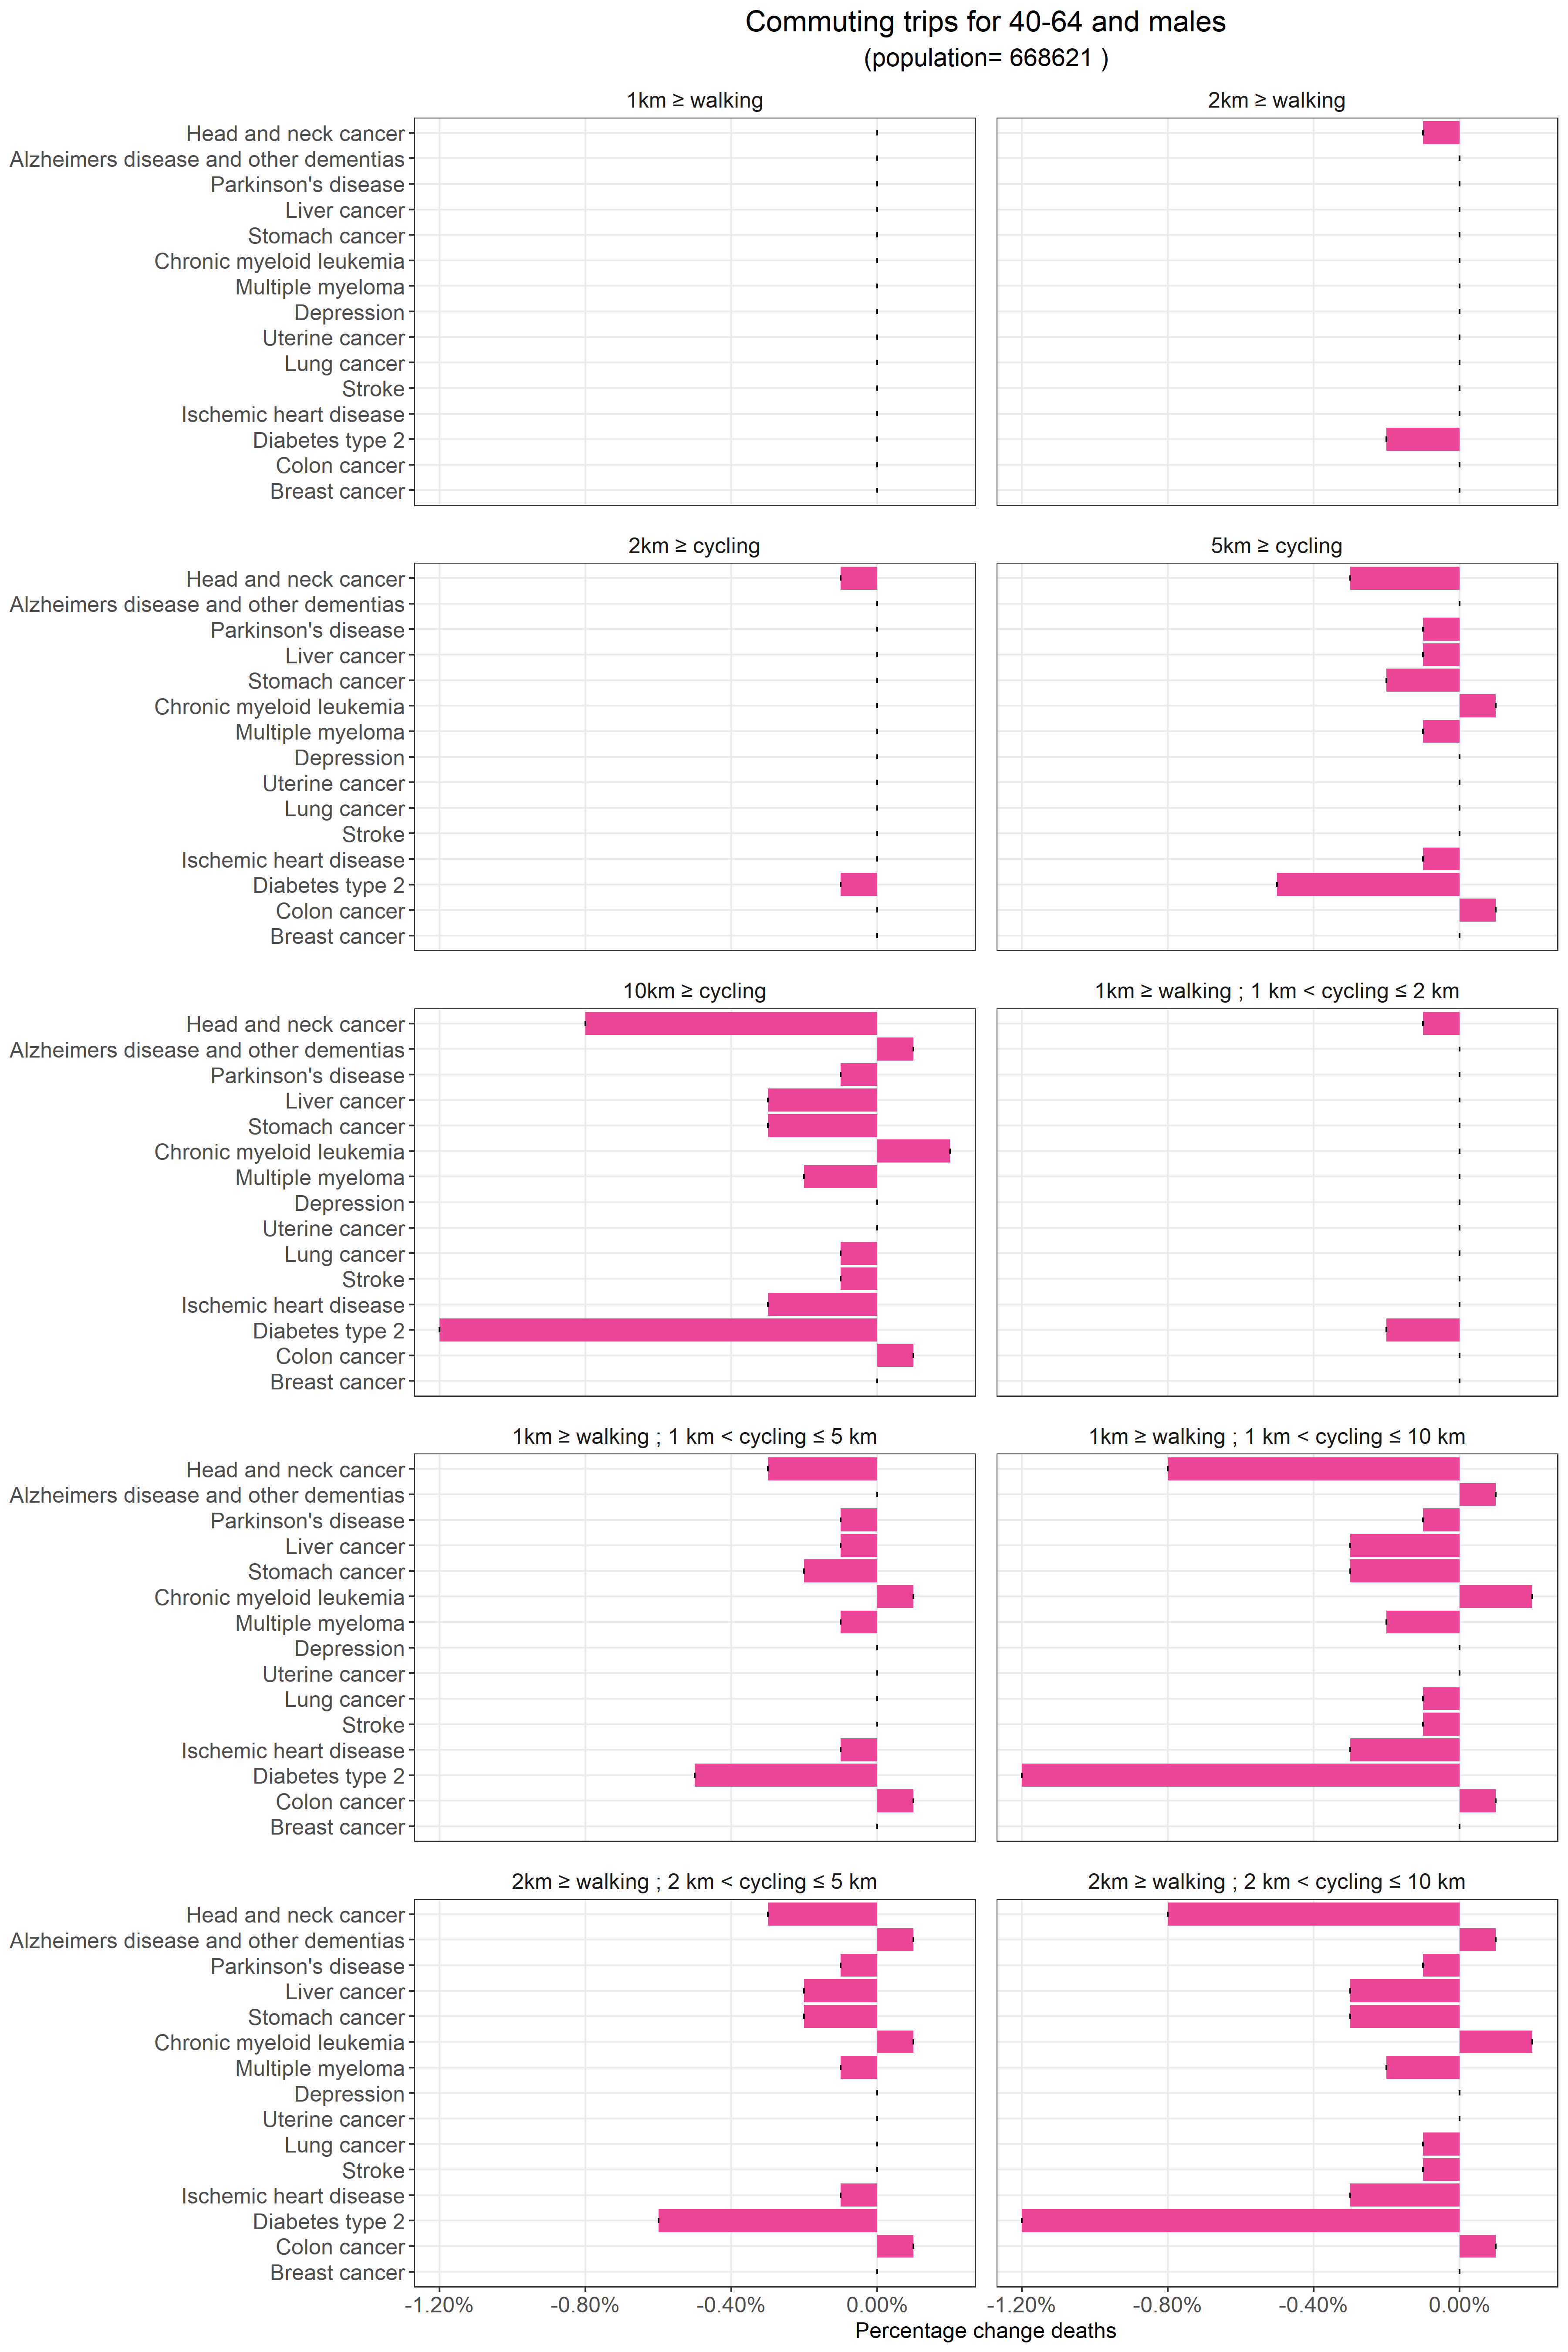 Commuting trips for 40-64 and males
(population= 668621 )
1km ≥ walking
2km ≥ walking
Head and neck cancer
Alzheimers disease and other dementias
Parkinson's disease
Liver cancer
Stomach cancer
Chronic myeloid leukemia
Multiple myeloma
Depression
Uterine cancer
Lung cancer
Stroke
Ischemic heart disease
Diabetes type 2
Colon cancer
Breast cancer
2km ≥ cycling
5km ≥ cycling
Head and neck cancer
Alzheimers disease and other dementias
Parkinson's disease
Liver cancer
Stomach cancer
Chronic myeloid leukemia
Multiple myeloma
Depression
Uterine cancer
Lung cancer
Stroke
Ischemic heart disease
Diabetes type 2
Colon cancer
Breast cancer
10km ≥ cycling
1km ≥ walking ; 1 km < cycling ≤ 2 km
Head and neck cancer
Alzheimers disease and other dementias
Parkinson's disease
Liver cancer
Stomach cancer
Chronic myeloid leukemia
Multiple myeloma
Depression
Uterine cancer
Lung cancer
Stroke
Ischemic heart disease
Diabetes type 2
Colon cancer
Breast cancer
1km ≥ walking ; 1 km < cycling ≤ 5 km
1km ≥ walking ; 1 km < cycling ≤ 10 km
Head and neck cancer
Alzheimers disease and other dementias
Parkinson's disease
Liver cancer
Stomach cancer
Chronic myeloid leukemia
Multiple myeloma
Depression
Uterine cancer
Lung cancer
Stroke
Ischemic heart disease
Diabetes type 2
Colon cancer
Breast cancer
2km ≥ walking ; 2 km < cycling ≤ 5 km
2km ≥ walking ; 2 km < cycling ≤ 10 km
Head and neck cancer
Alzheimers disease and other dementias
Parkinson's disease
Liver cancer
Stomach cancer
Chronic myeloid leukemia
Multiple myeloma
Depression
Uterine cancer
Lung cancer
Stroke
Ischemic heart disease
Diabetes type 2
Colon cancer
Breast cancer
-1.20% -0.80% -0.40% 0.00% -1.20% -0.80% -0.40% 0.00%
Percentage change deaths